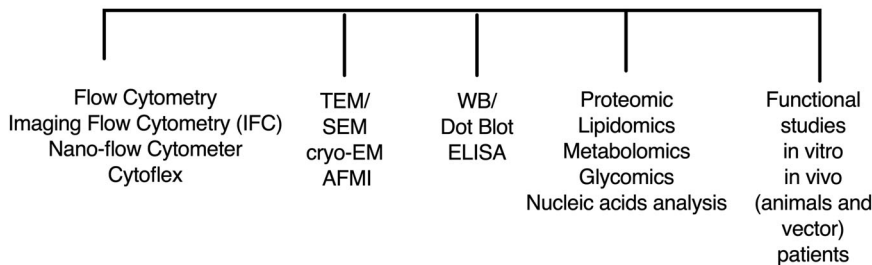 Flow Cytometry
Imaging Flow Cytometry (IFC)
Nano-flow Cytometer
Cytoflex
TEM/
SEM
cryo-EM
AFMI
WB/
Dot Blot
ELISA
Proteomic
Lipidomics
Metabolomics
Glycomics
Nucleic acids analysis
Functional
studies
in vitro
in vivo
(animals and
vector)
patients